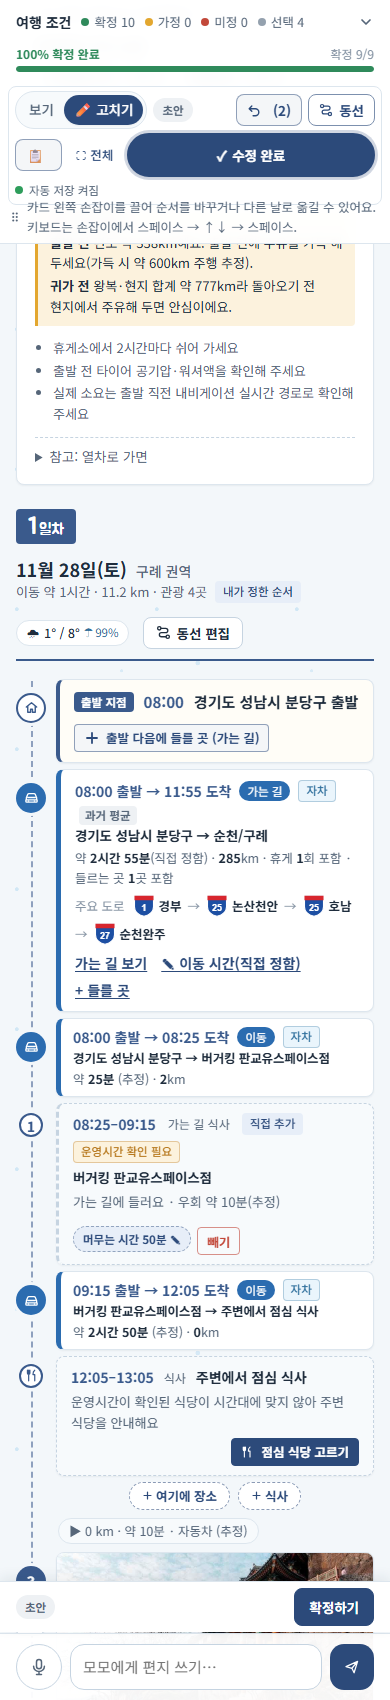 여행 조건 확정 10 가정 0 미정 0 선택 4
100% 확정 완료 확정 9/9
보기 고치기 초안 (2) 동선
전체 ✓ 수정 완료
자동 저장 켜짐
카드 왼쪽 손잡이를 끌어 순서를 바꾸거나 다른 날로 옮길 수 있어요.
키보드는 손잡이에서 스페이스 → ↑↓ → 스페이스.
두세요(가득 시 약 600km 주행 추정).
귀가 전 왕복·현지 합계 약 777km라 돌아오기 전
현지에서 주유해 두면 안심이에요.
휴게소에서 2시간마다 쉬어 가세요
출발 전 타이어 공기압·워셔액을 확인해 주세요
실제 소요는 출발 직전 내비게이션 실시간 경로로 확인해
주세요
▶ 참고: 열차로 가면
1일차
11월 28일(토) 구례 권역
이동 약 1시간 · 11.2 km · 관광 4곳 내가 정한 순서
1° / 8° 99% 동선 편집
출발 지점 08:00 경기도 성남시 분당구 출발
+ 출발 다음에 들를 곳 (가는 길)
08:00 출발 → 11:55 도착 가는 길 자차
과거 평균
경기도 성남시 분당구 → 순천/구례
약 2시간 55분(직접 정함) · 285km · 휴게 1회 포함 ·
들르는 곳 1곳 포함
주요 도로 1 경부 → 25 논산천안 → 25 호남
→ 27 순천완주
가는 길 보기 이동 시간(직접 정함)
+ 들를 곳
08:00 출발 → 08:25 도착 이동 자차
경기도 성남시 분당구 → 버거킹 판교유스페이스점
약 25분 (추정) · 2km
1 08:25–09:15 가는 길 식사 직접 추가
운영시간 확인 필요
버거킹 판교유스페이스점
가는 길에 들러요 · 우회 약 10분(추정)
머무는 시간 50분 빼기
09:15 출발 → 12:05 도착 이동 자차
버거킹 판교유스페이스점 → 주변에서 점심 식사
약 2시간 50분 (추정) · 0km
12:05–13:05 식사 주변에서 점심 식사
운영시간이 확인된 식당이 시간대에 맞지 않아 주변
식당을 안내해요
점심 식당 고르기
+ 여기에 장소 + 식사
▶ 0 km · 약 10분 · 자동차 (추정)
초안 확정하기
모모에게 편지 쓰기…